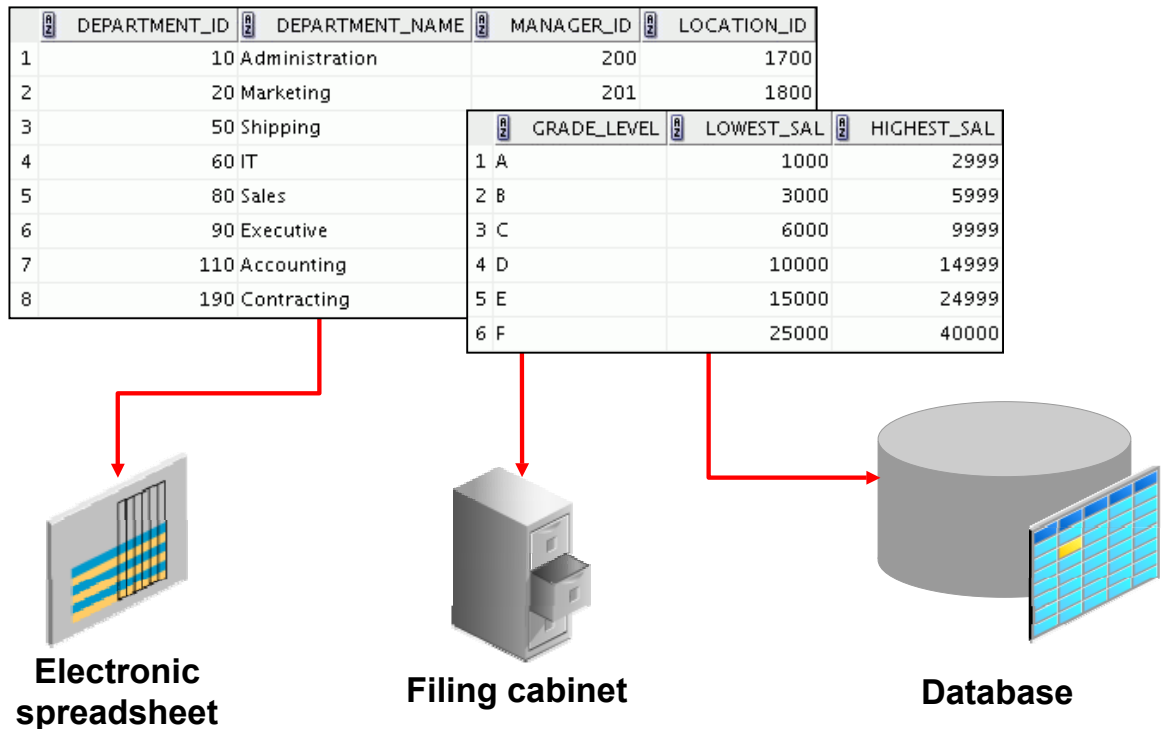 DEPARTMENT_ID DEPARTMENT_NAME MANAGER_ID LOCATION_ID
1 10 Administration 200 1700
2 20 Marketing 201 1800
3 50 Shipping
4 60 IT
5 80 Sales
6 90 Executive
7 110 Accounting
8 190 Contracting
GRADE_LEVEL LOWEST_SAL HIGHEST_SAL
1 A 1000 2999
2 B 3000 5999
3 C 6000 9999
4 D 10000 14999
5 E 15000 24999
6 F 25000 40000
Electronic
spreadsheet
Filing cabinet
Database